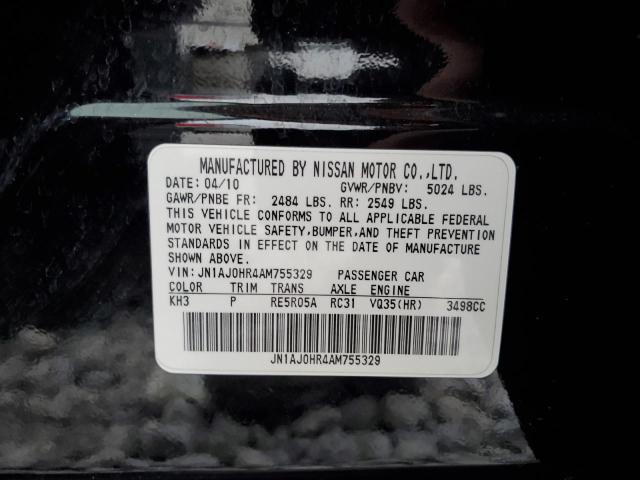 MANUFACTURED BY NISSAN MOTOR CO.,LTD.
DATE: 04/10 GVWR/PNBV: 5024 LBS.
GAWR/PNBE FR: 2484 LBS. RR: 2549 LBS.
THIS VEHICLE CONFORMS TO ALL APPLICABLE FEDERAL
MOTOR VEHICLE SAFETY,BUMPER,AND THEFT PREVENTION
STANDARDS IN EFFECT ON THE DATE OF MANUFACTURE
SHOWN ABOVE.
VIN: JN1AJ0HR4AM755329 PASSENGER CAR
COLOR TRIM TRANS AXLE ENGINE
KH3 P RE5R05A RC31 VQ35(HR) 3498CC
JN1AJ0HR4AM755329